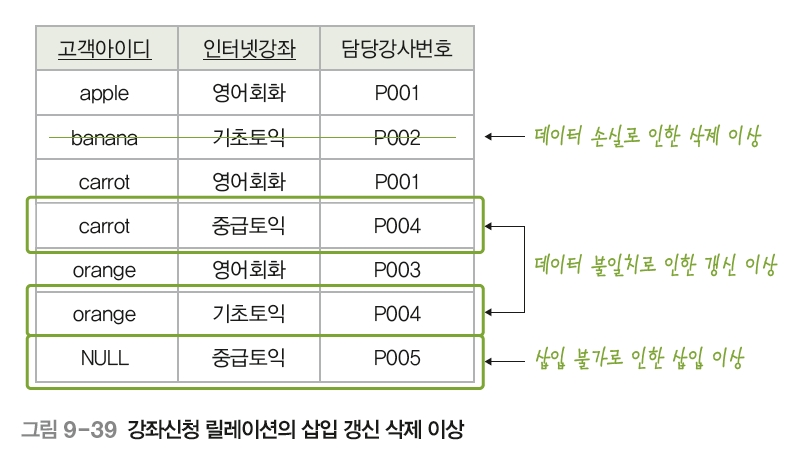 고객아이디 인터넷강좌 담당강사번호
apple 영어회화 P001
banana 기초토익 P002
데이터 손실로 인한 삭제 이상
carrot 영어회화 P001
carrot 중급토익 P004
orange 영어회화 P003
데이터 불일치로 인한 갱신 이상
orange 기초토익 P004
NULL 중급토익 P005
삽입 불가로 인한 삽입 이상
그림 9-39 강좌신청 릴레이션의 삽입 갱신 삭제 이상